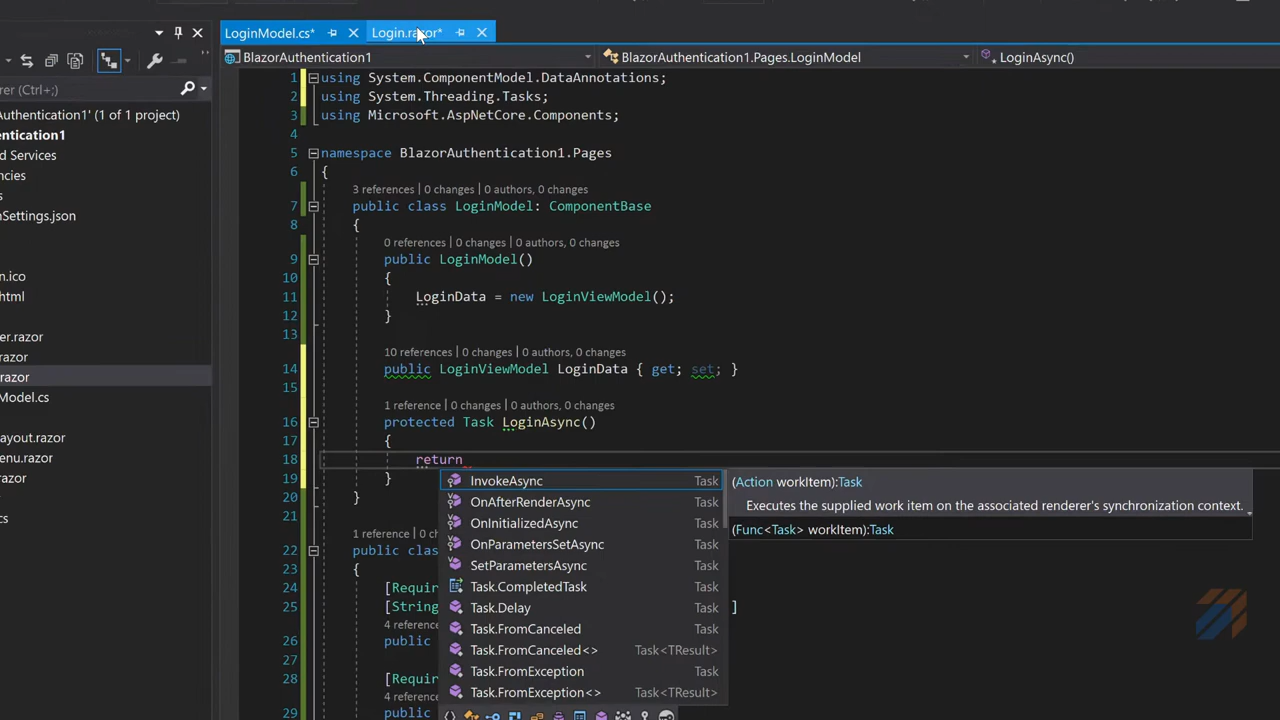 LoginModel.cs*
Login.razor*
BlazorAuthentication1
BlazorAuthentication1.Pages.LoginModel
LoginAsync()
rer (Ctrl+;)
Authentication1' (1 of 1 project)
entication1
d Services
ncies
s
nSettings.json
n.ico
html
er.razor
razor
razor
Model.cs
ayout.razor
enu.razor
or
cs
1 using System.ComponentModel.DataAnnotations;
2 using System.Threading.Tasks;
3 using Microsoft.AspNetCore.Components;
4
5 namespace BlazorAuthentication1.Pages
6 {
3 references | 0 changes | 0 authors, 0 changes
7 public class LoginModel: ComponentBase
8 {
0 references | 0 changes | 0 authors, 0 changes
9 public LoginModel()
10 {
11 LoginData = new LoginViewModel();
12 }
13
10 references | 0 changes | 0 authors, 0 changes
14 public LoginViewModel LoginData { get; set; }
15
1 reference | 0 changes | 0 authors, 0 changes
16 protected Task LoginAsync()
17 {
18 return
19 }
20 }
21
1 reference | 0 ch
22 public clas
23 {
24 [Requir
25 [String ]
4 refere
26 public
27
28 [Requir
4 refere
29 public
InvokeAsync Task
OnAfterRenderAsync Task
OnInitializedAsync Task
OnParametersSetAsync Task
SetParametersAsync Task
Task.CompletedTask Task
Task.Delay Task
Task.FromCanceled Task
Task.FromCanceled<> Task<TResult>
Task.FromException Task
Task.FromException<> Task<TResult>
(Action workItem):Task
Executes the supplied work item on the associated renderer's synchronization context.
(Func<Task> workItem):Task